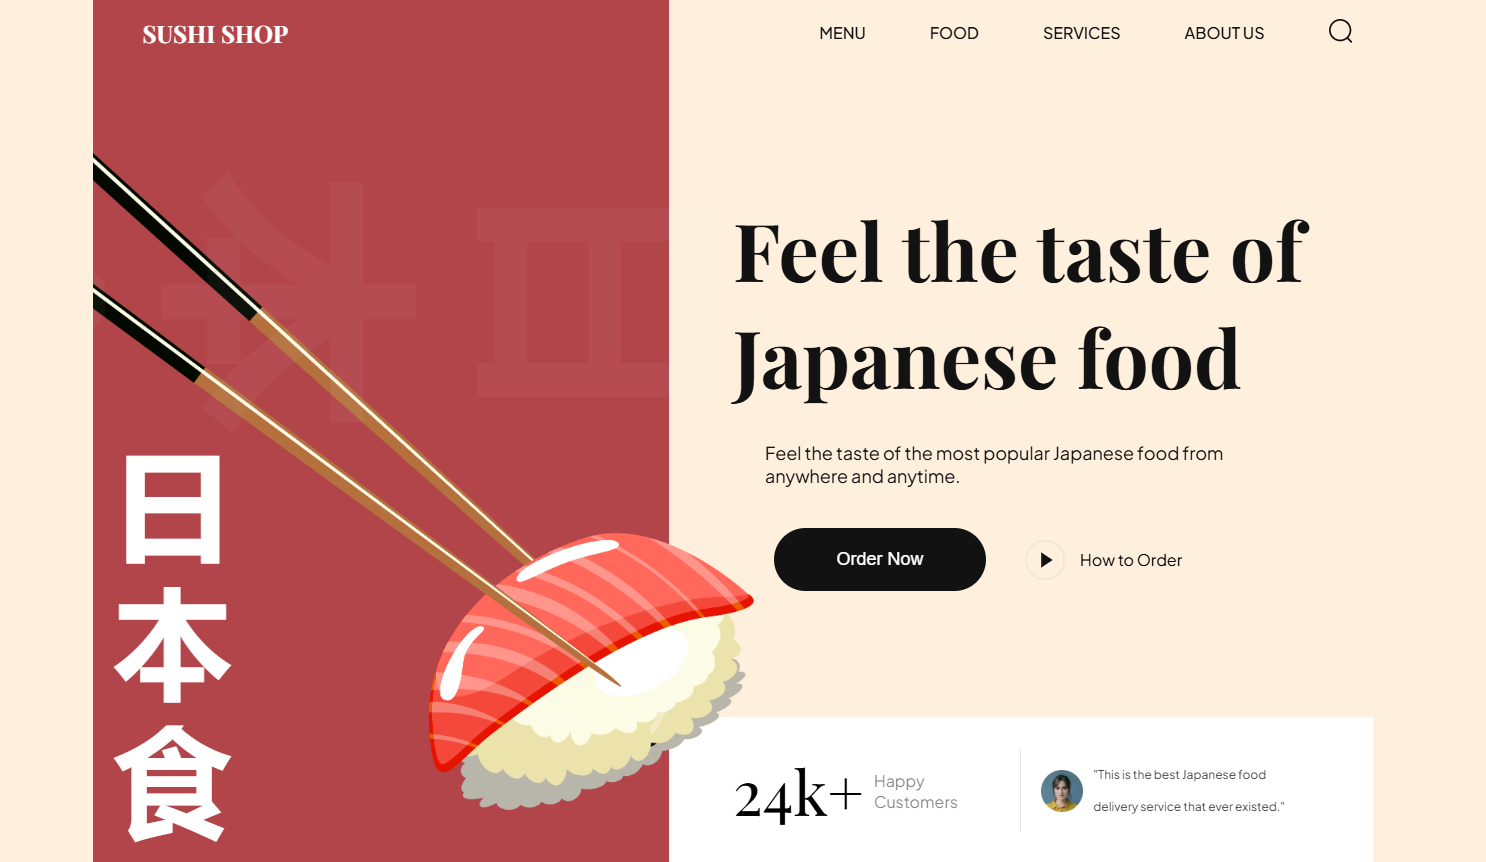 SUSHI SHOP
MENU
FOOD
SERVICES
ABOUT US
日
本
食
Feel the taste of
Japanese food
Feel the taste of the most popular Japanese food from
anywhere and anytime.
Order Now
How to Order
24k+
Happy
Customers
"This is the best Japanese food
delivery service that ever existed."